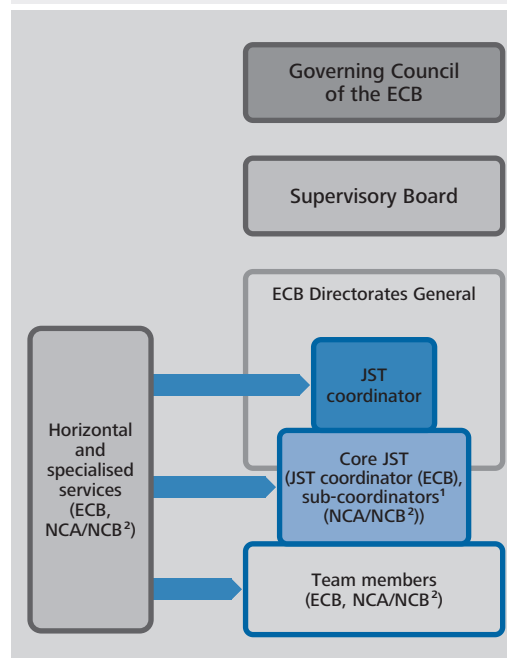 Governing Council
of the ECB
Supervisory Board
ECB Directorates General
JST
coordinator
Horizontal
and
specialised
services
(ECB,
NCA/NCB²)
Core JST
(JST coordinator (ECB),
sub-coordinators¹
(NCA/NCB²))
Team members
(ECB, NCA/NCB²)